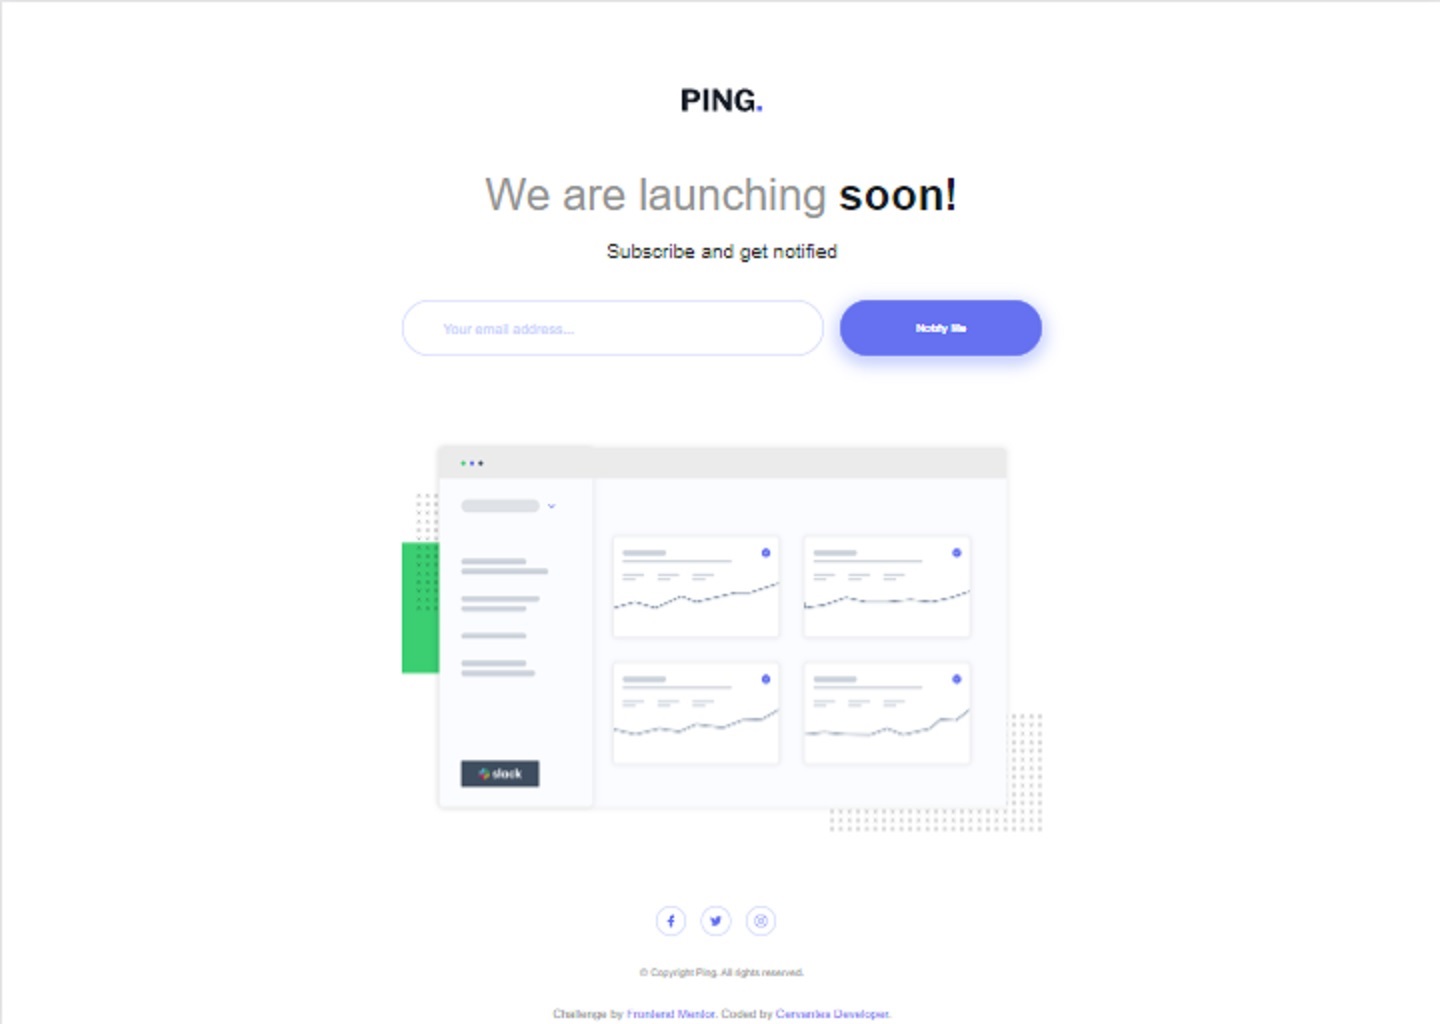 PING.
We are launching soon!
Subscribe and get notified
Your email address...
Notify Me
slack
© Copyright Ping. All rights reserved.
Challenge by Frontend Mentor. Coded by Cervantes Developer.